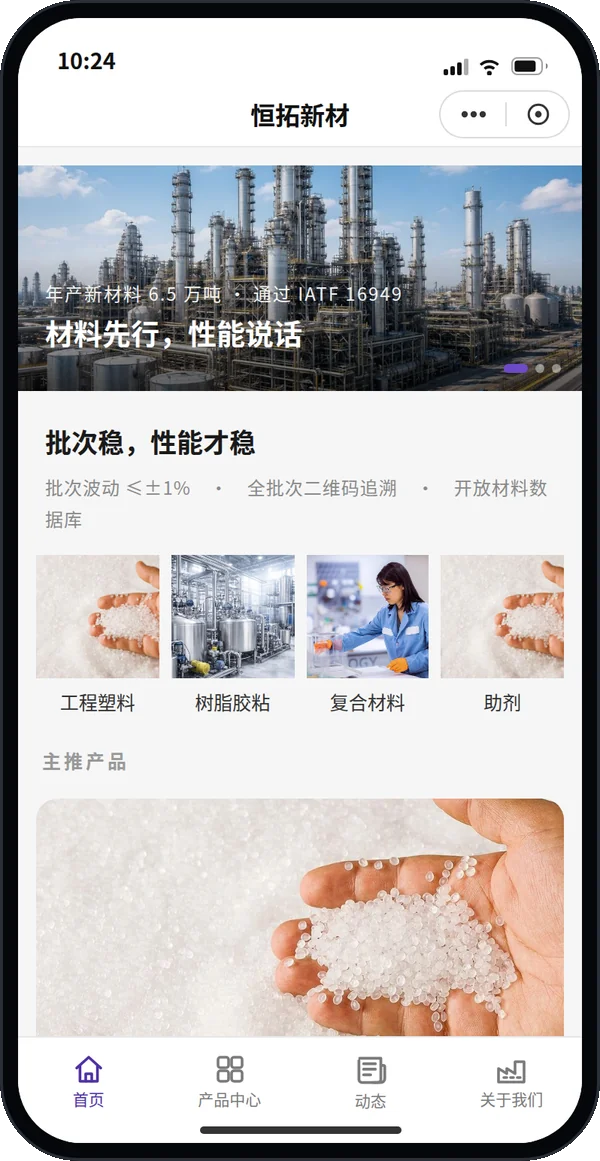 10:24
恒拓新材
年产新材料 6.5 万吨 · 通过 IATF 16949
材料先行，性能说话
批次稳，性能才稳
批次波动 ≤±1% · 全批次二维码追溯 · 开放材料数
据库
OGY
工程塑料
树脂胶粘
复合材料
助剂
主推产品
首页
产品中心
动态
关于我们